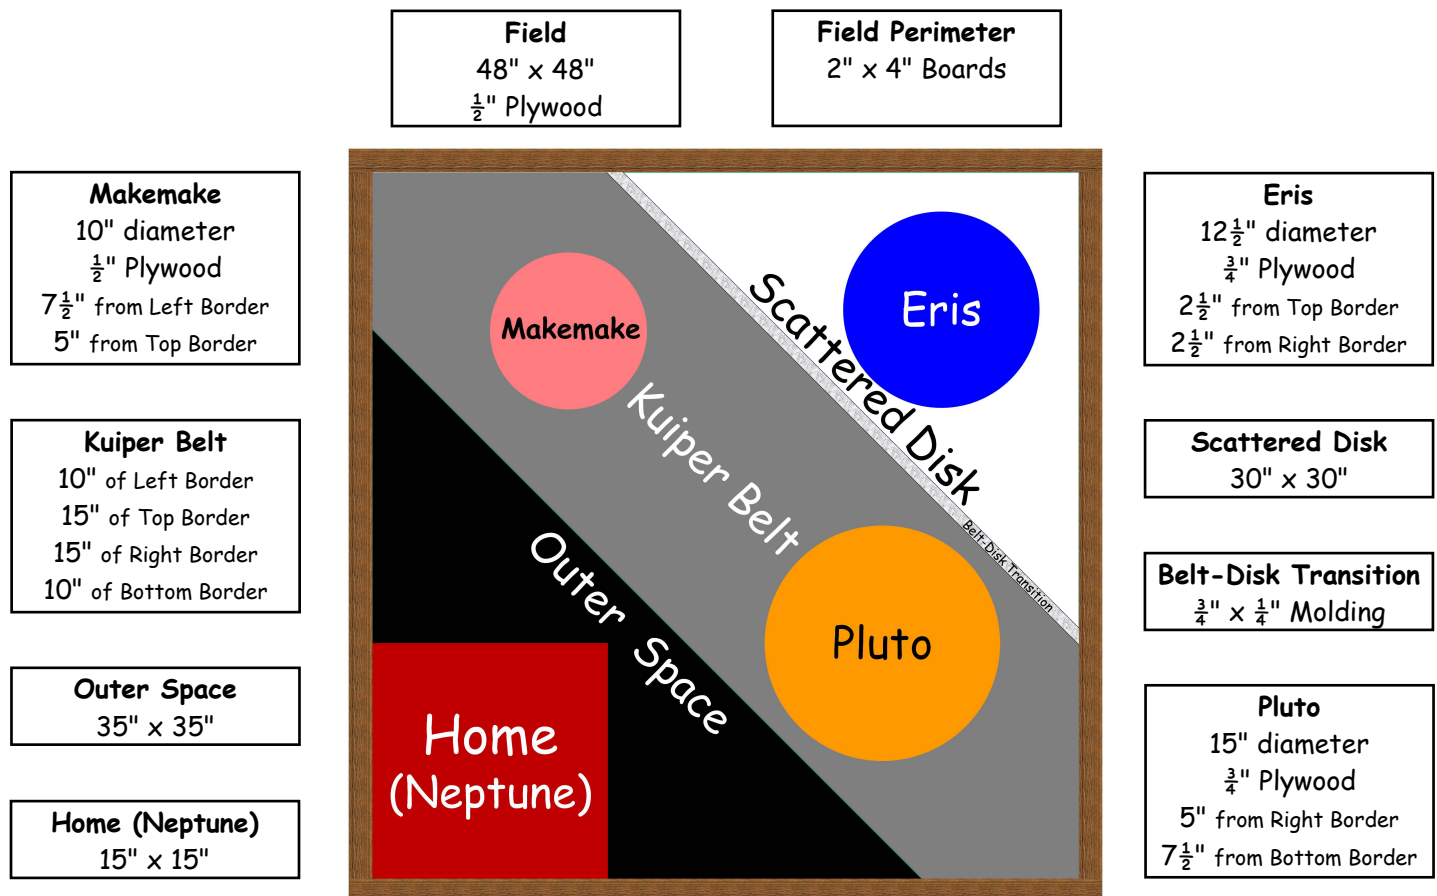 Field
48" x 48"
½" Plywood
Field Perimeter
2" x 4" Boards
Makemake
10" diameter
½" Plywood
7½" from Left Border
5" from Top Border
Kuiper Belt
10" of Left Border
15" of Top Border
15" of Right Border
10" of Bottom Border
Outer Space
35" x 35"
Home (Neptune)
15" x 15"
Makemake
Eris
Scattered Disk
Kuiper Belt
Belt-Disk Transition
Outer Space
Pluto
Home
(Neptune)
Eris
12½" diameter
¾" Plywood
2½" from Top Border
2½" from Right Border
Scattered Disk
30" x 30"
Belt-Disk Transition
¾" x ¼" Molding
Pluto
15" diameter
¾" Plywood
5" from Right Border
7½" from Bottom Border